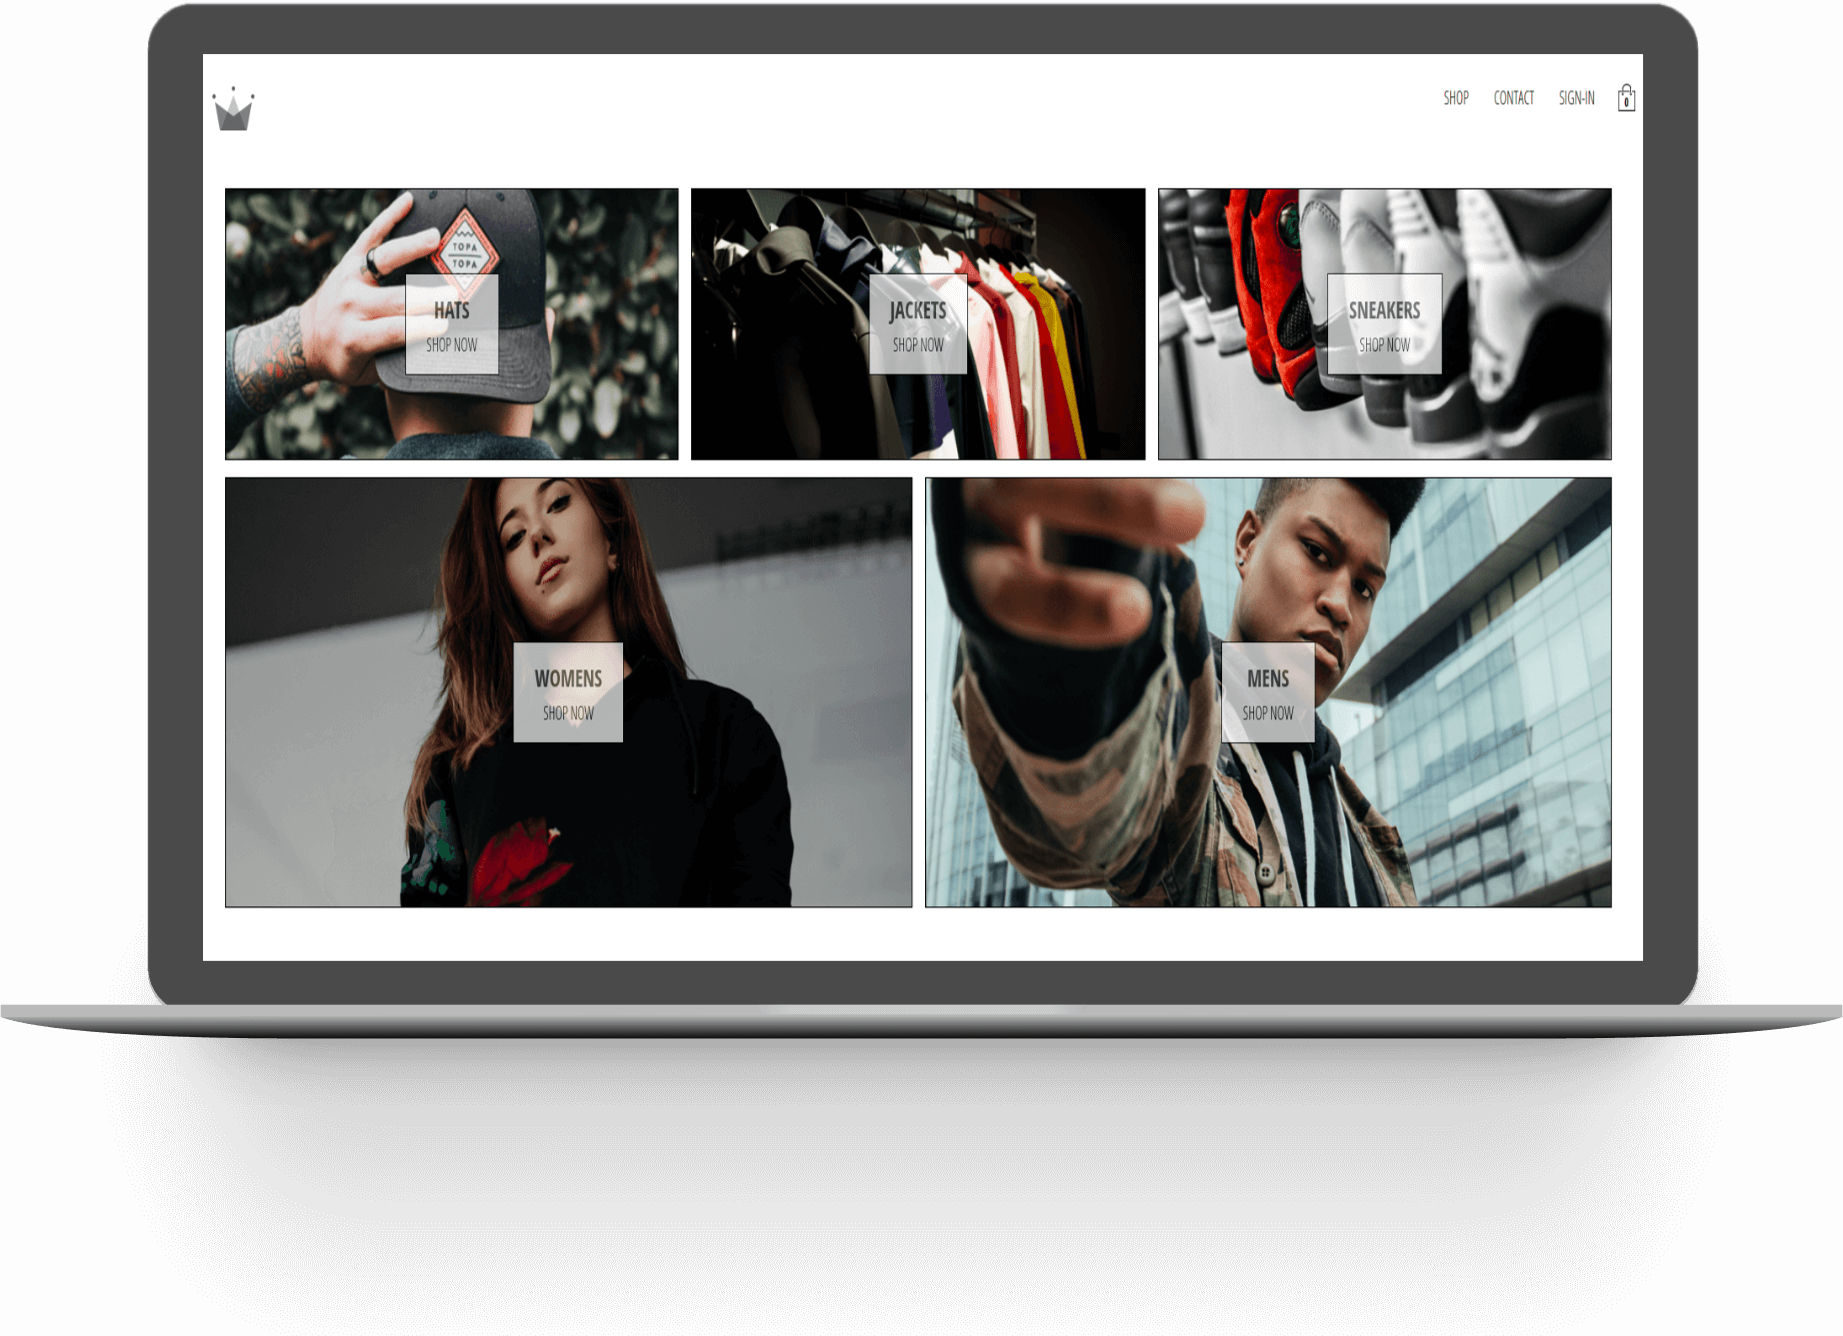 SHOP CONTACT SIGN-IN
0
TOPA
TOPA
HATS
SHOP NOW
JACKETS
SHOP NOW
SNEAKERS
SHOP NOW
WOMENS
SHOP NOW
MENS
SHOP NOW